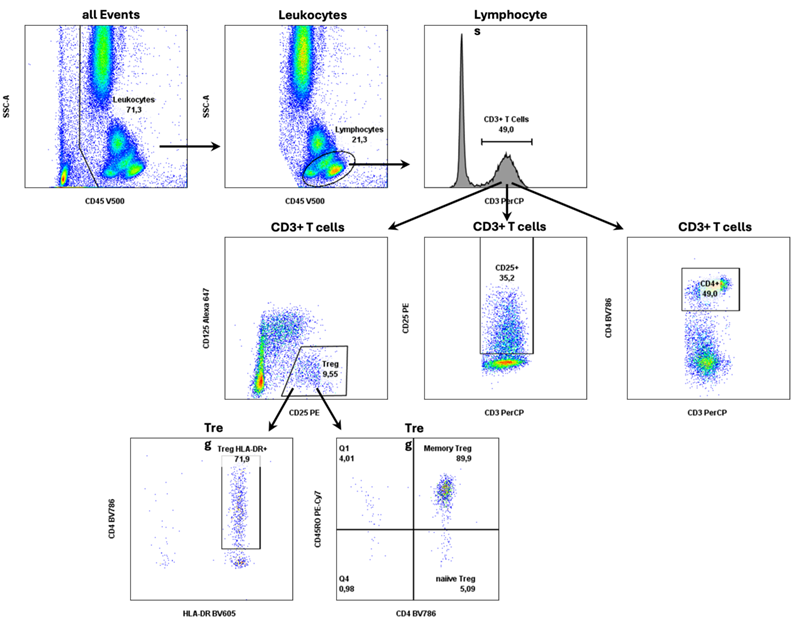 all Events
Leukocytes
Lymphocyte
s
SSC-A
Leukocytes
71,3
CD45 V500
SSC-A
Lymphocytes
21,3
CD45 V500
CD3+ T Cells
49,0
CD3 PerCP
CD3+ T cells
CD3+ T cells
CD3+ T cells
CD125 Alexa 647
Treg
9,55
CD25 PE
CD25 PE
CD25+
35,2
CD3 PerCP
CD4 BV786
CD4+
49,0
CD3 PerCP
Tre
g
Tre
g
CD4 BV786
Treg HLA-DR+
71,9
HLA-DR BV605
CD45RO PE-Cy7
Q1
4,01
Memory Treg
89,9
Q4
0,98
naiive Treg
5,09
CD4 BV786